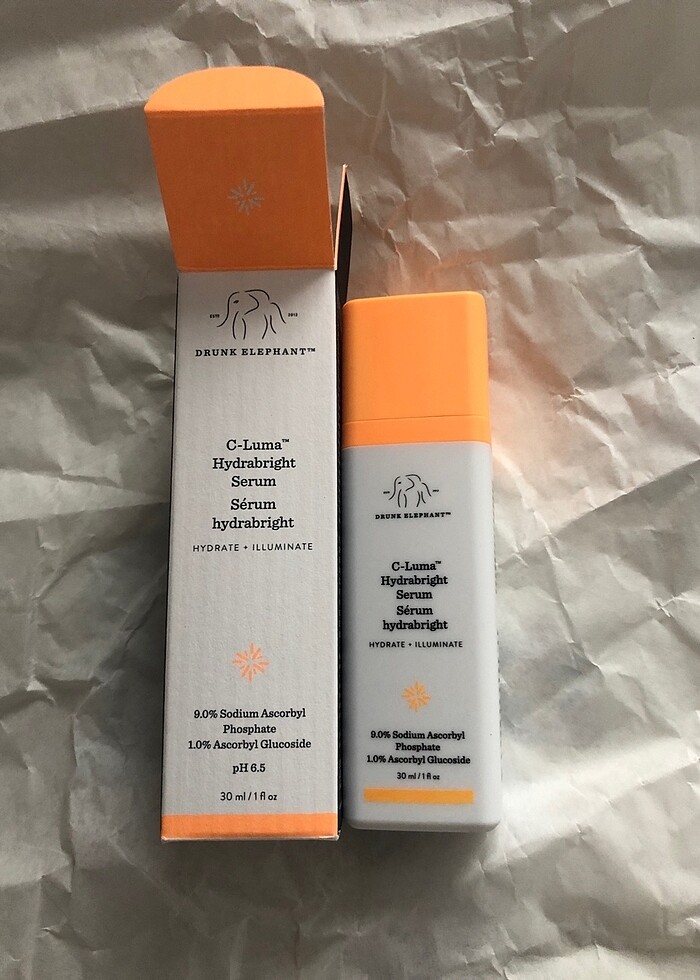 ESTD 2012
DRUNK ELEPHANT™
C-Luma™
Hydrabright
Serum
Sérum
hydrabright
HYDRATE + ILLUMINATE
9.0% Sodium Ascorbyl
Phosphate
1.0% Ascorbyl Glucoside
pH 6.5
30 ml / 1 fl oz
DRUNK ELEPHANT™
C-Luma™
Hydrabright
Serum
Sérum
hydrabright
HYDRATE + ILLUMINATE
9.0% Sodium Ascorbyl
Phosphate
1.0% Ascorbyl Glucoside
30 ml / 1 fl oz